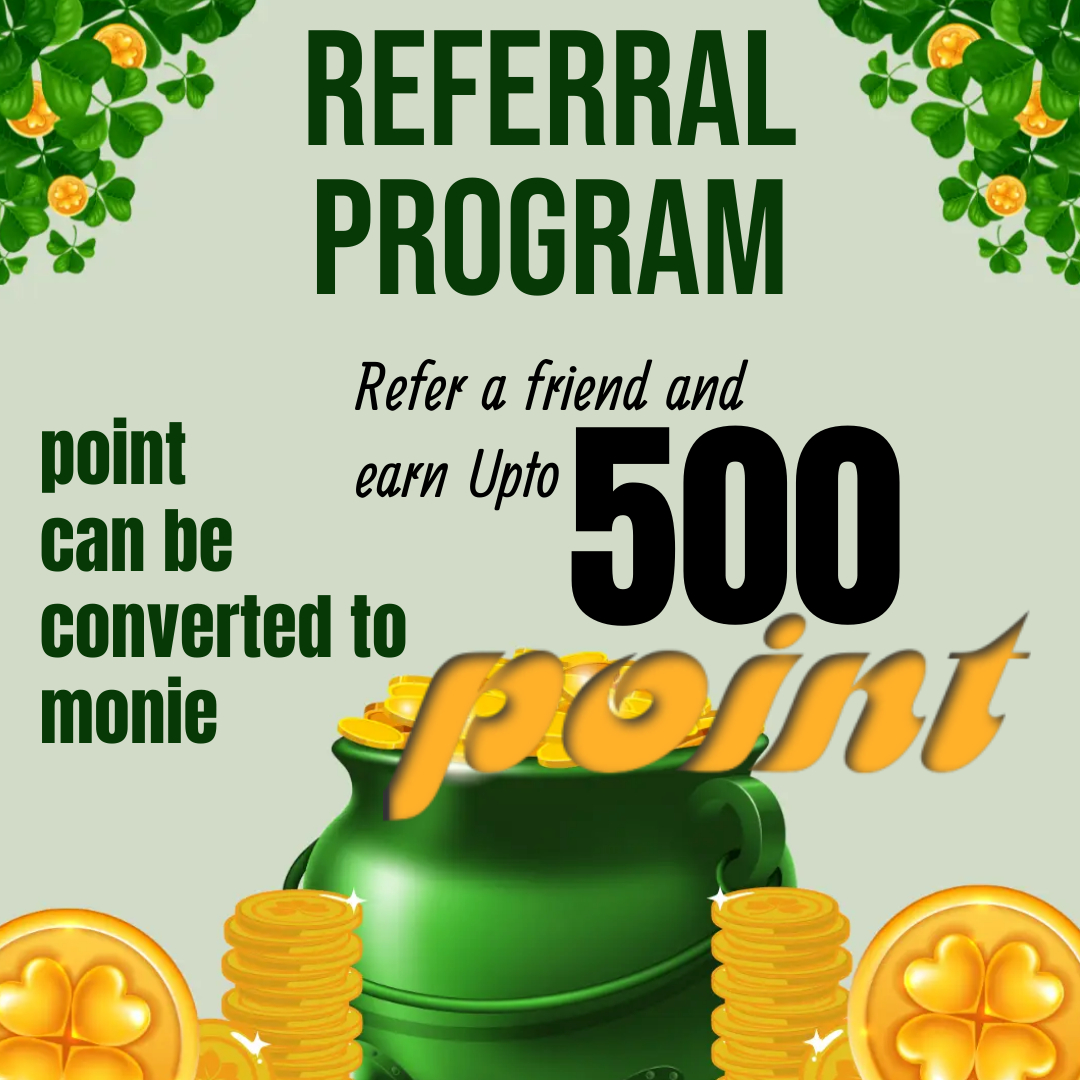 REFERRAL
PROGRAM
Refer a friend and
earn Upto 500
point
point
can be
converted to
monie